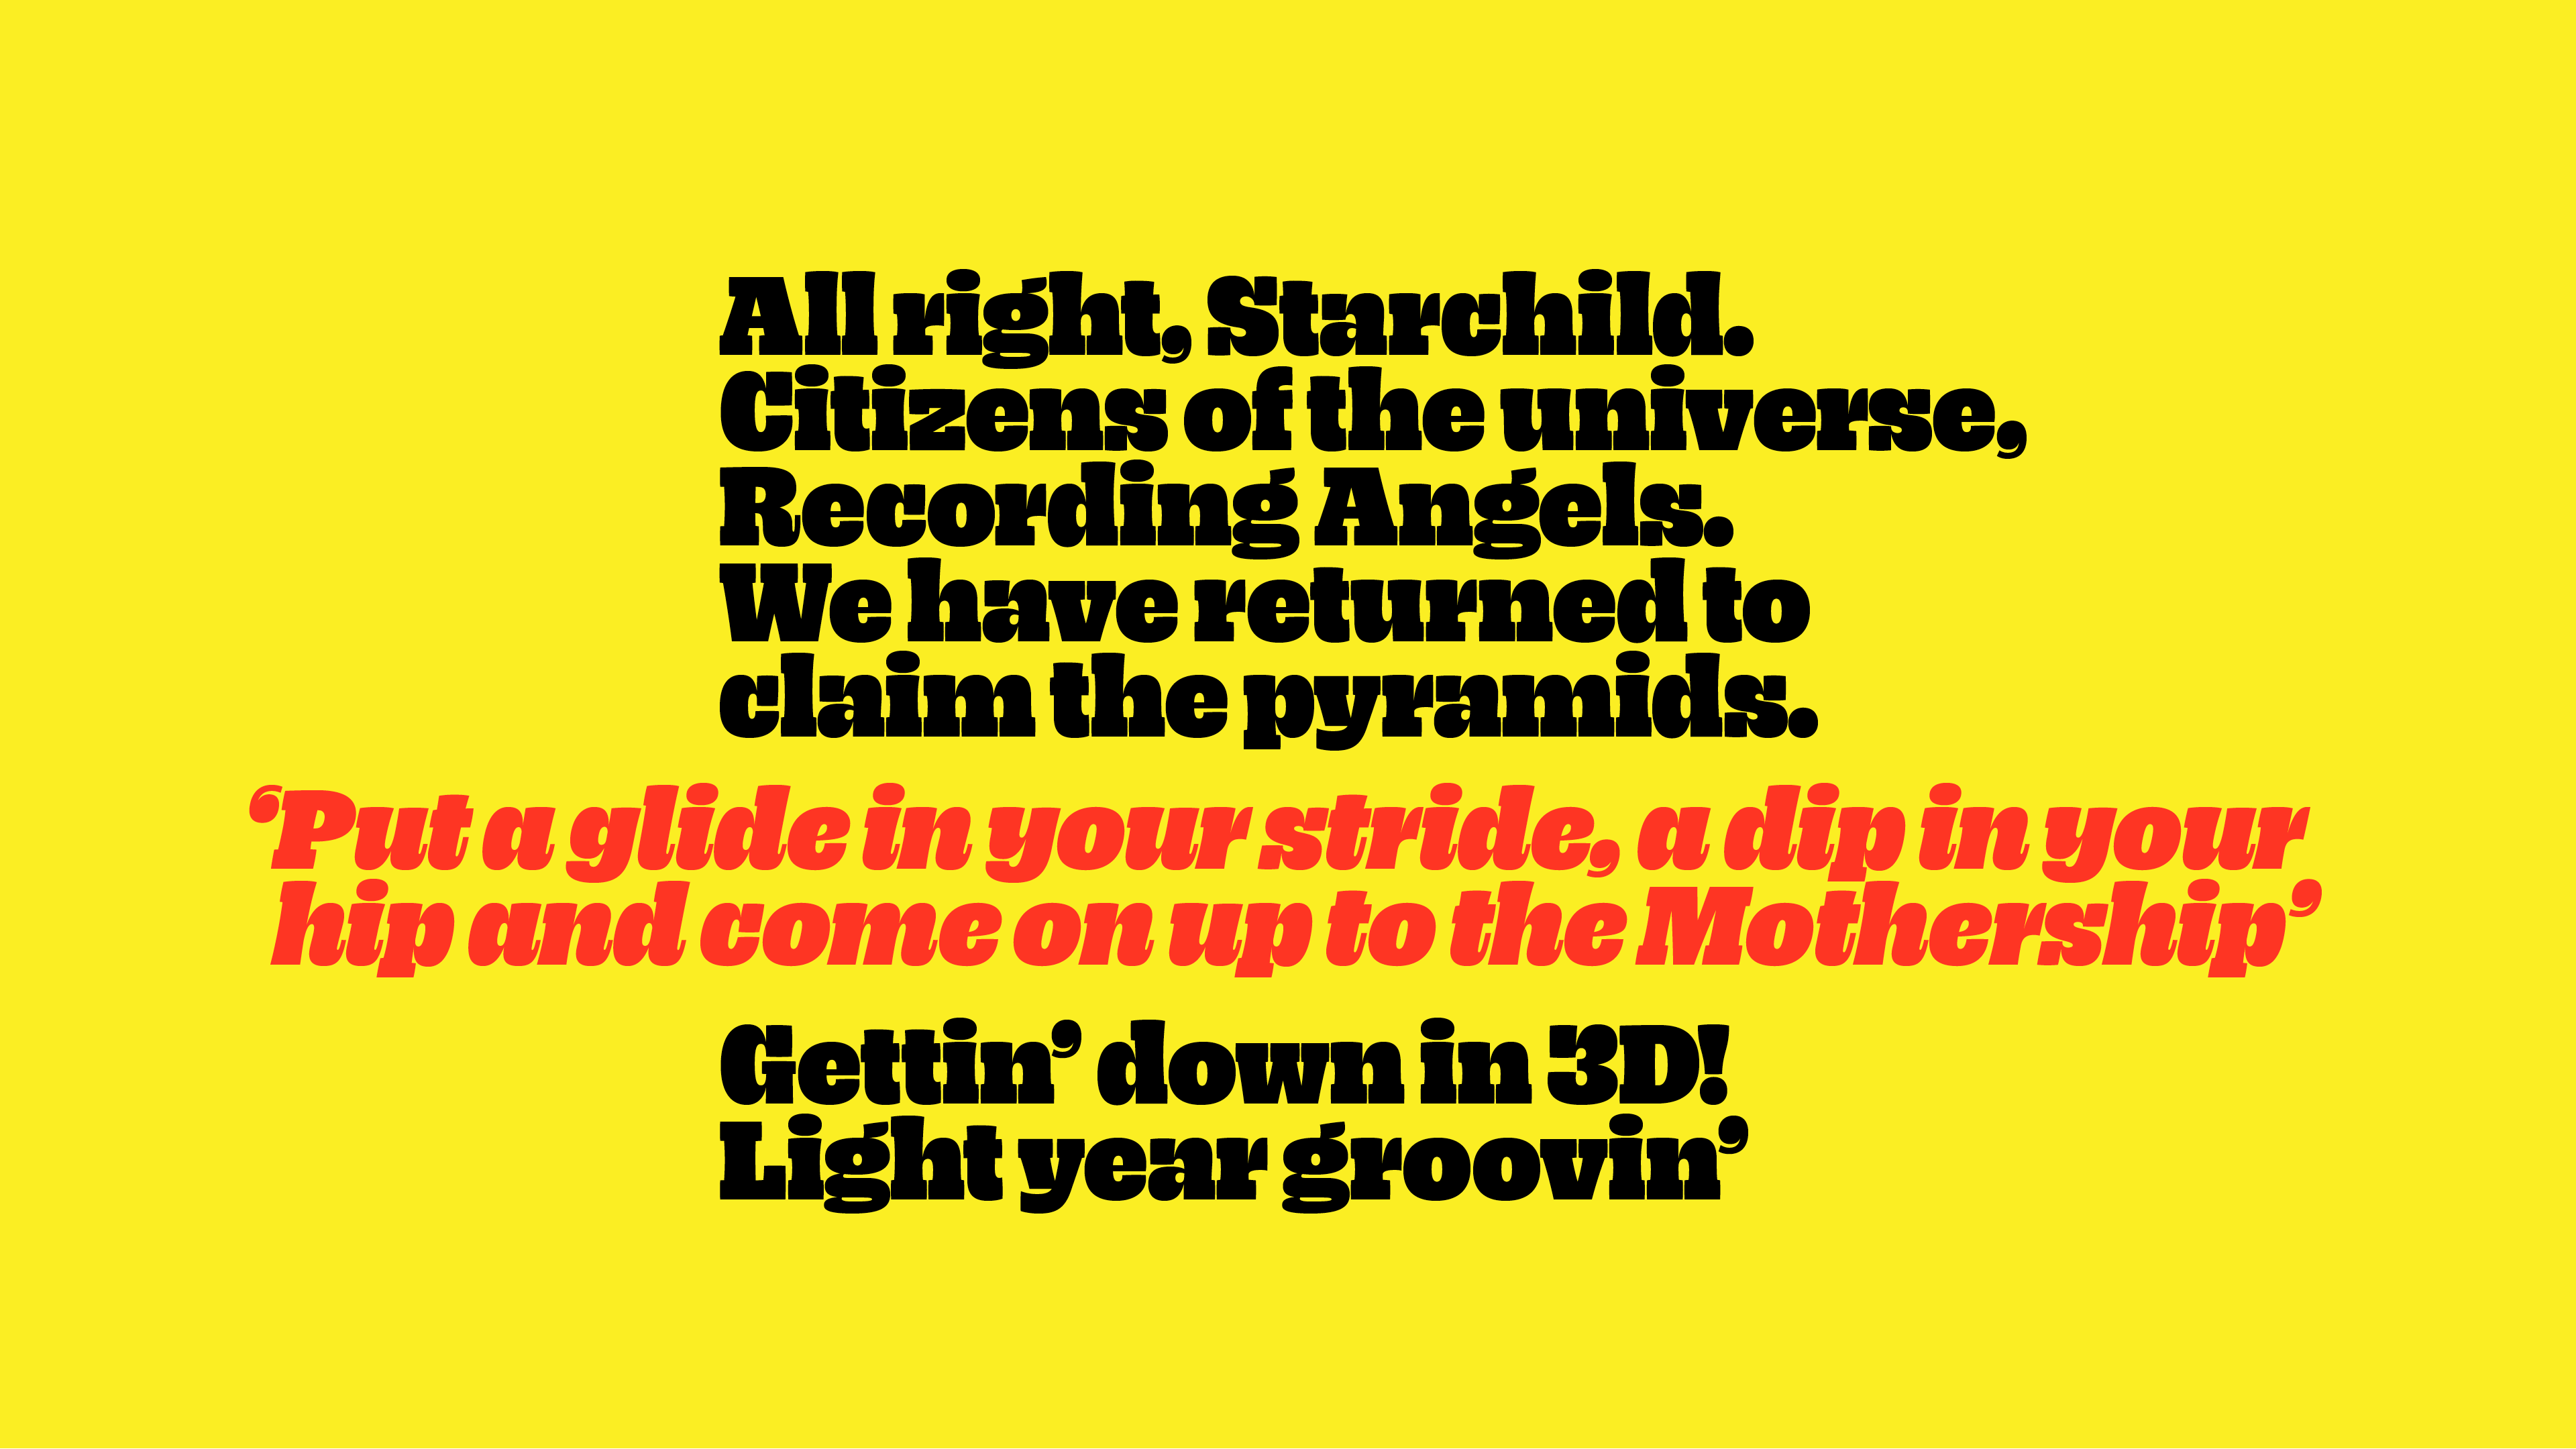 All right, Starchild.
Citizens of the universe,
Recording Angels.
We have returned to
claim the pyramids.
‘Put a glide in your stride, a dip in your
hip and come on up to the Mothership’
Gettin’ down in 3D!
Light year groovin’